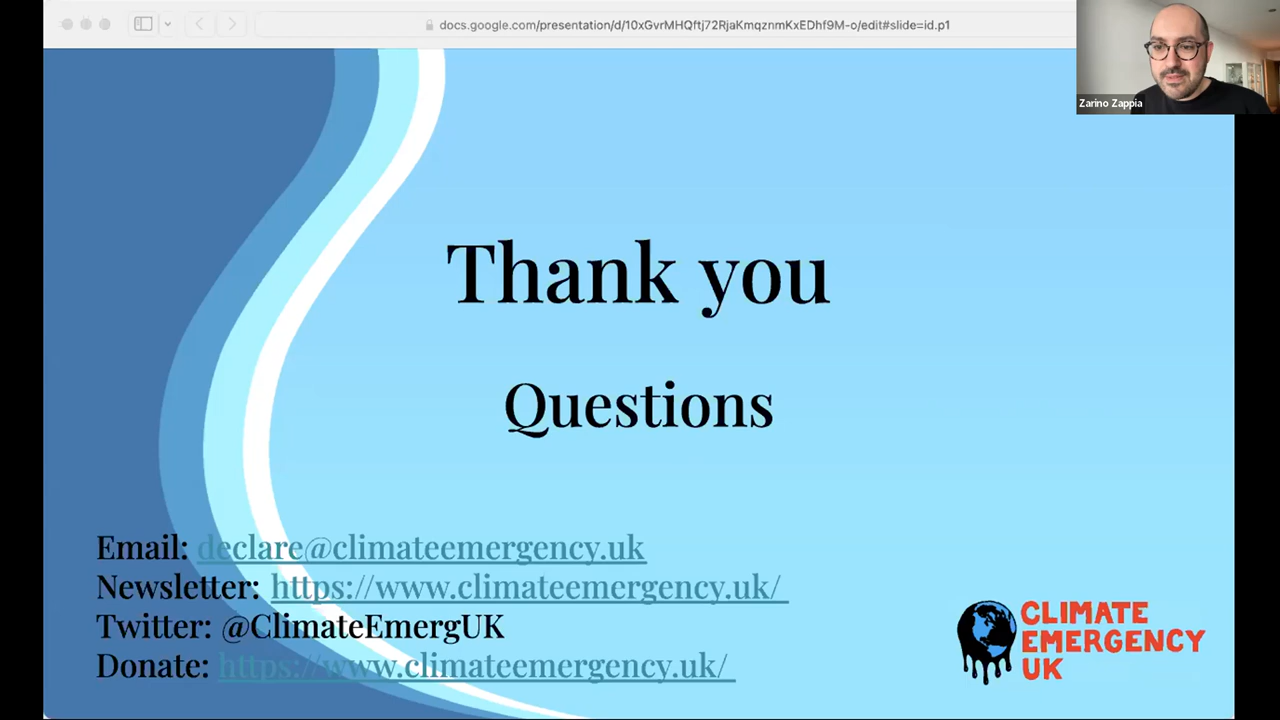 docs.google.com/presentation/d/10xGvrMHQftj72RjaKmqznmKxEDhf9M-o/edit#slide=id.p1
Zarino Zappia
Thank you
Questions
Email: declare@climateemergency.uk
Newsletter: https://www.climateemergency.uk/
Twitter: @ClimateEmergUK
Donate: https://www.climateemergency.uk/
CLIMATE
EMERGENCY
UK